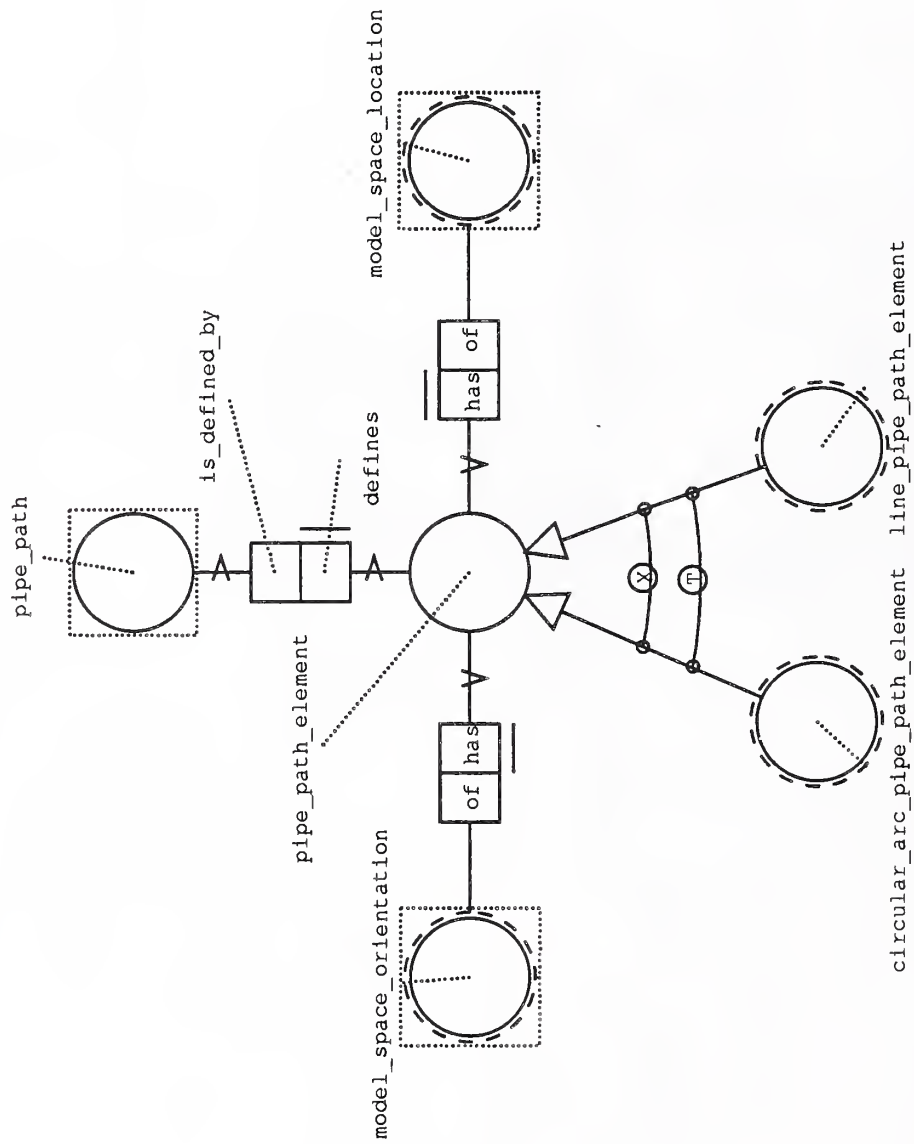 pipe_path
is_defined_by
defines
pipe_path_element
model_space_location
has
of
model_space_orientation
of
has
X
T
circular_arc_pipe_path_element
line_pipe_path_element